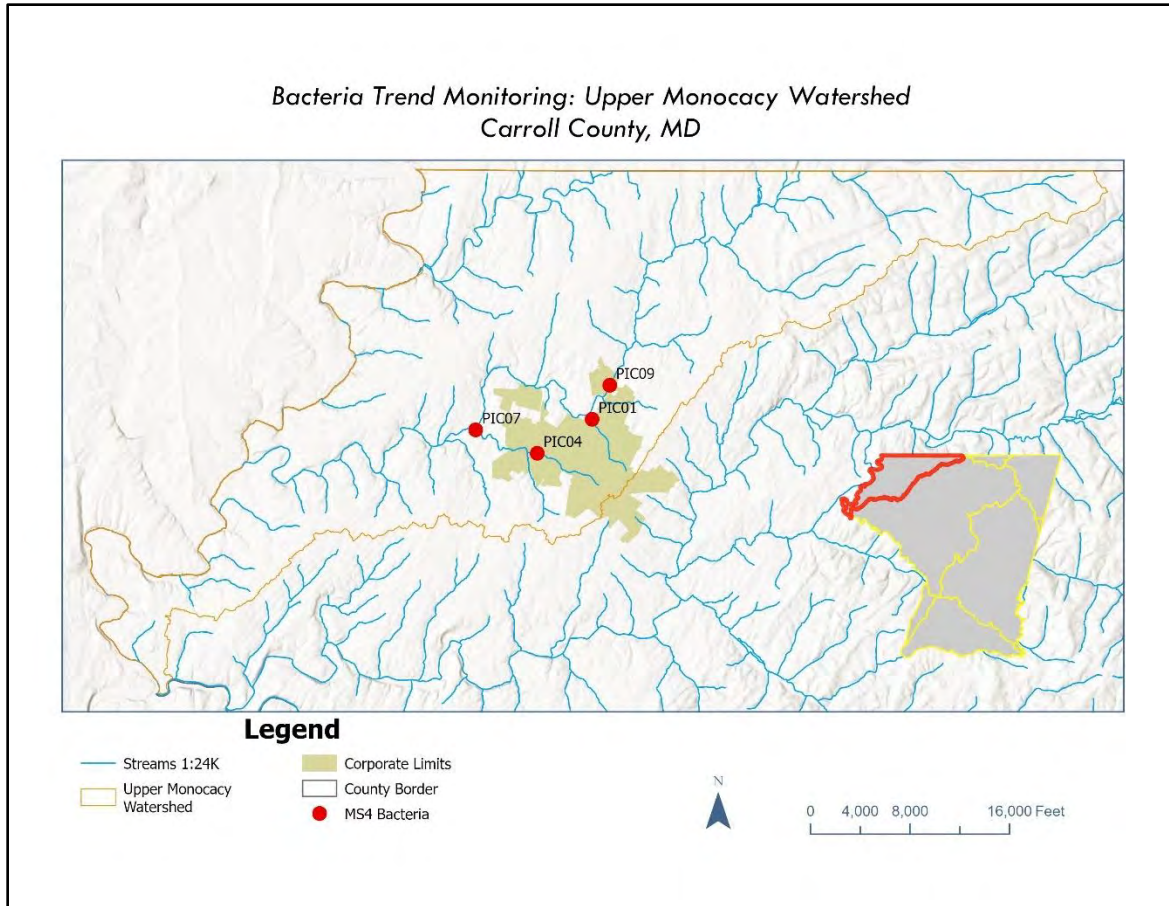 Bacteria Trend Monitoring: Upper Monocacy Watershed
Carroll County, MD
PIC09
PIC01
PIC07
PIC04
Legend
Streams 1:24K
Upper Monocacy
Watershed
Corporate Limits
County Border
MS4 Bacteria
N
0 4,000 8,000 16,000 Feet